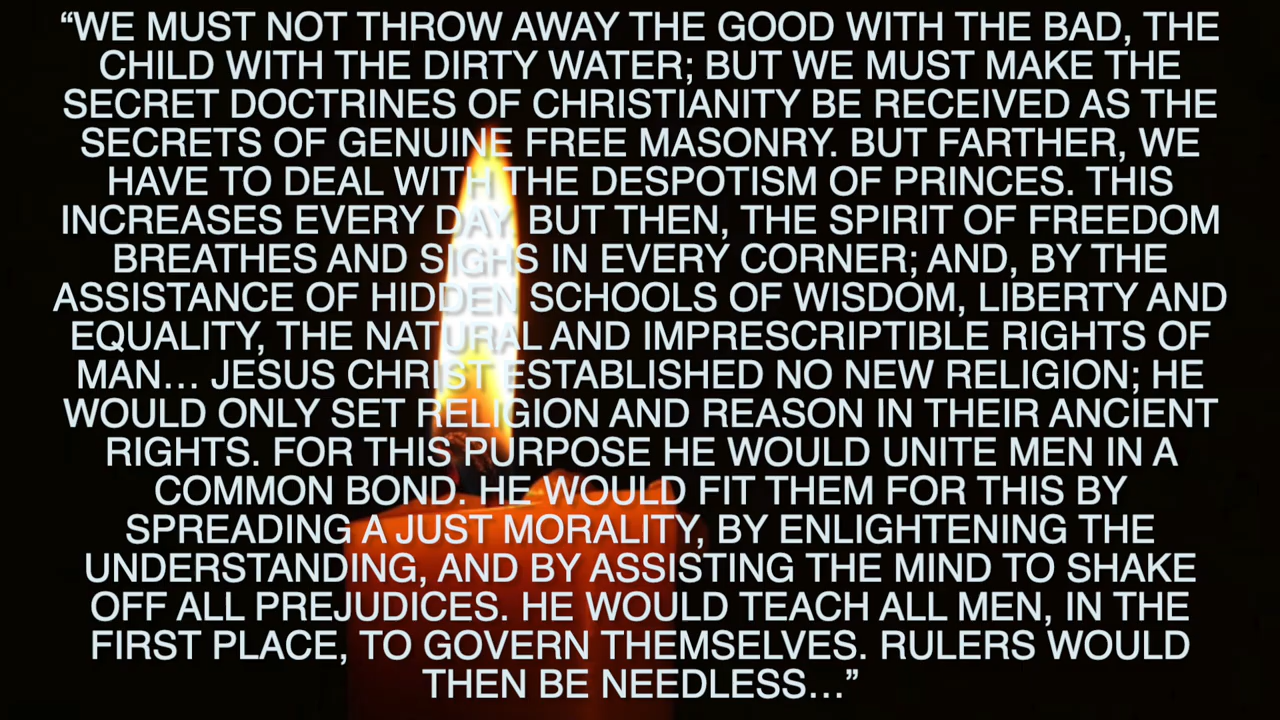 “WE MUST NOT THROW AWAY THE GOOD WITH THE BAD, THE
CHILD WITH THE DIRTY WATER; BUT WE MUST MAKE THE
SECRET DOCTRINES OF CHRISTIANITY BE RECEIVED AS THE
SECRETS OF GENUINE FREE MASONRY. BUT FARTHER, WE
HAVE TO DEAL WITH THE DESPOTISM OF PRINCES. THIS
INCREASES EVERY DAY. BUT THEN, THE SPIRIT OF FREEDOM
BREATHES AND SIGHS IN EVERY CORNER; AND, BY THE
ASSISTANCE OF HIDDEN SCHOOLS OF WISDOM, LIBERTY AND
EQUALITY, THE NATURAL AND IMPRESCRIPTIBLE RIGHTS OF
MAN… JESUS CHRIST ESTABLISHED NO NEW RELIGION; HE
WOULD ONLY SET RELIGION AND REASON IN THEIR ANCIENT
RIGHTS. FOR THIS PURPOSE HE WOULD UNITE MEN IN A
COMMON BOND. HE WOULD FIT THEM FOR THIS BY
SPREADING A JUST MORALITY, BY ENLIGHTENING THE
UNDERSTANDING, AND BY ASSISTING THE MIND TO SHAKE
OFF ALL PREJUDICES. HE WOULD TEACH ALL MEN, IN THE
FIRST PLACE, TO GOVERN THEMSELVES. RULERS WOULD
THEN BE NEEDLESS…”